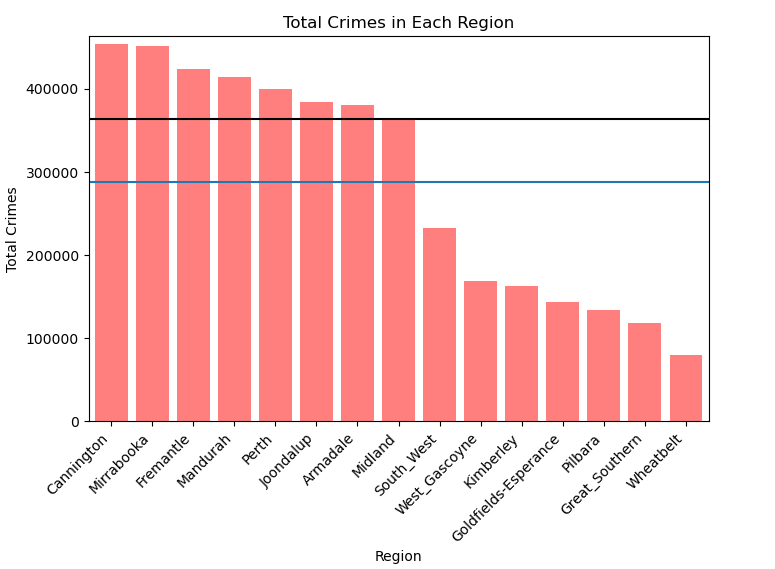 Total Crimes in Each Region
Total Crimes
400000
300000
200000
100000
0
Cannington
Mirrabooka
Fremantle
Mandurah
Perth
Joondalup
Armadale
Midland
South_West
West_Gascoyne
Kimberley
Goldfields-Esperance
Pilbara
Great_Southern
Wheatbelt
Region